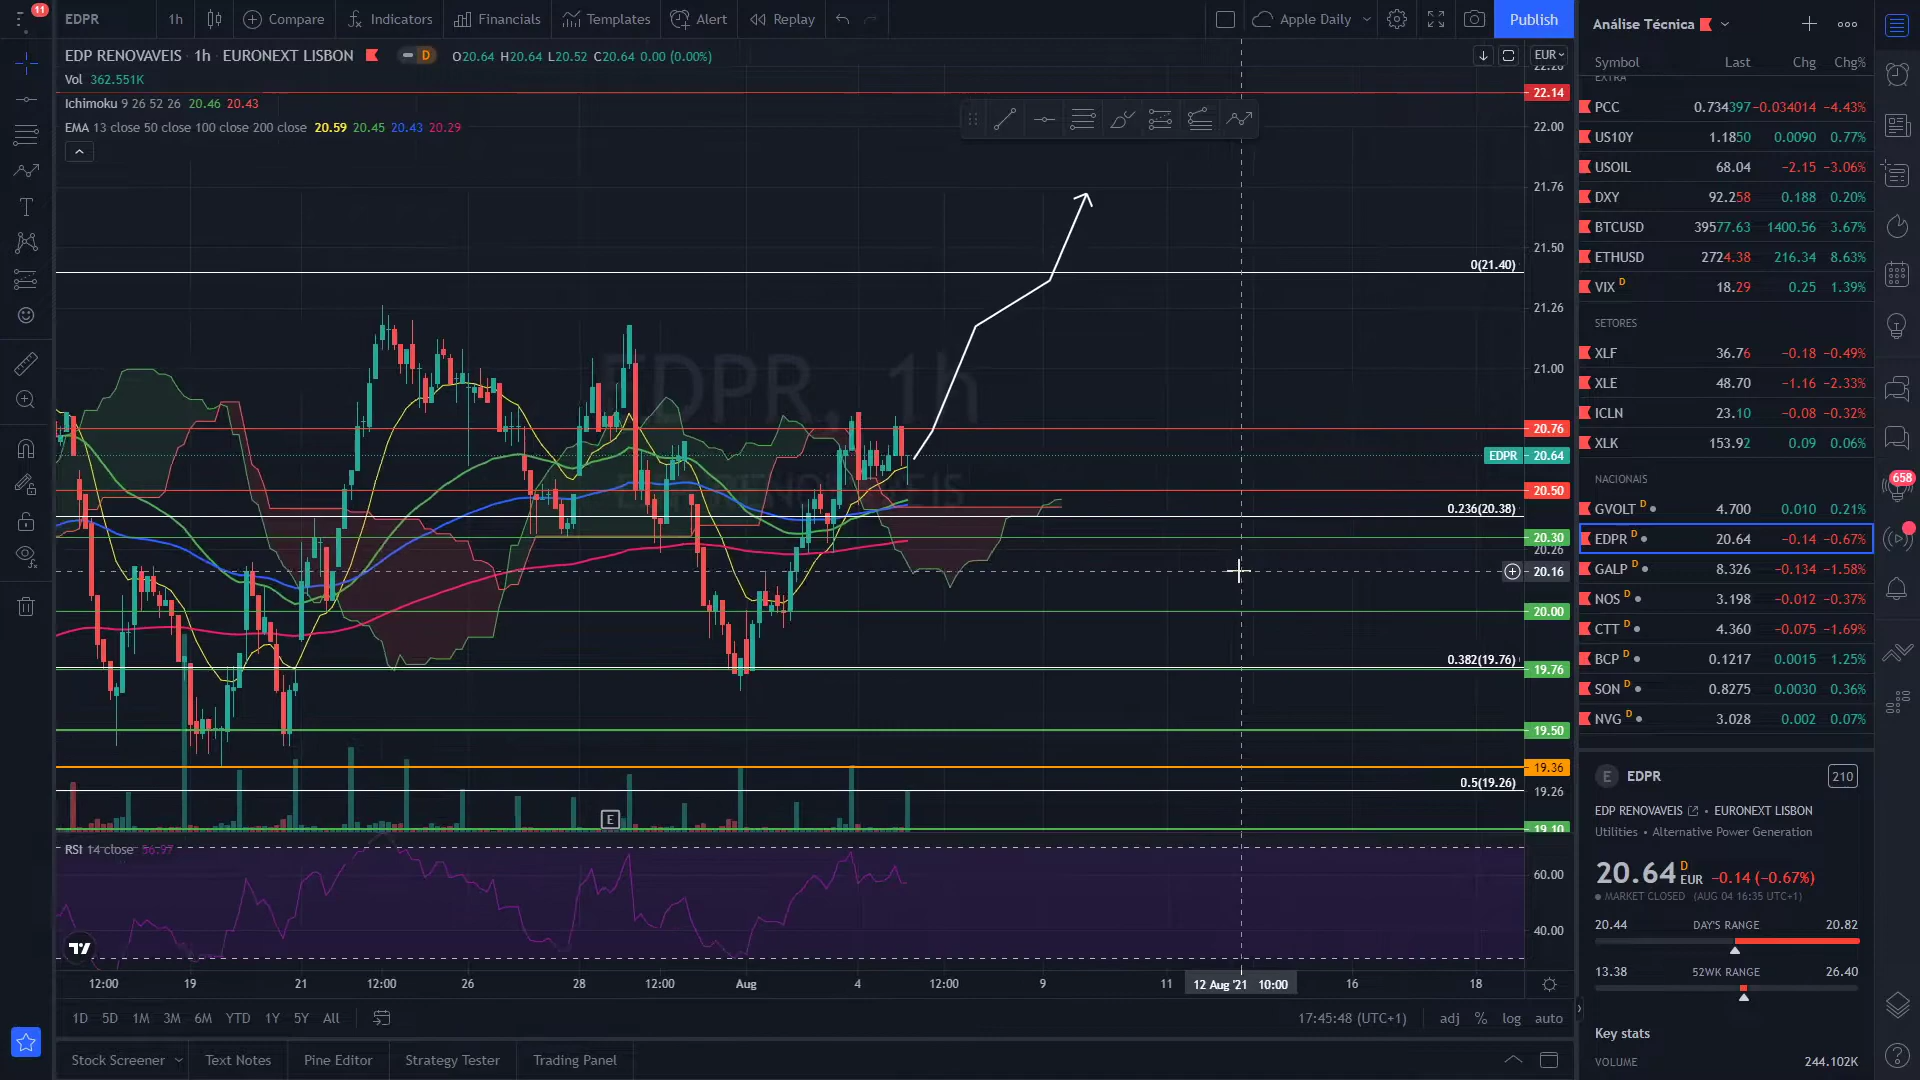 11
EDPR
1h
Compare
Indicators
Financials
Templates
Alert
Replay
Apple Daily
Publish
EDP RENOVAVEIS · 1h · EURONEXT LISBON
D
O20.64 H20.64 L20.52 C20.64 0.00 (0.00%)
Vol 362.551K
Ichimoku 9 26 52 26 20.46 20.43
EMA 13 close 50 close 100 close 200 close 20.59 20.45 20.43 20.29
EDPR, 1h
EUR
22.14
22.00
21.76
21.50
0(21.40)
21.26
21.00
20.76
EDPR 20.64
20.50
0.236(20.38)
20.30
20.26
20.16
20.00
0.382(19.76)
19.76
19.50
19.36
0.5(19.26)
19.26
19.10
E
RSI 14 close 56.97
60.00
40.00
12:00 19 21 12:00 26 28 12:00 Aug 4 12:00 9 11 12 Aug '21 10:00 16 18
1D 5D 1M 3M 6M YTD 1Y 5Y All
17:45:48 (UTC+1)
adj % log auto
Stock Screener
Text Notes
Pine Editor
Strategy Tester
Trading Panel
Análise Técnica
Symbol Last Chg Chg%
EXTRA
PCC 0.734397 −0.034014 −4.43%
US10Y 1.1850 0.0090 0.77%
USOIL 68.04 −2.15 −3.06%
DXY 92.258 0.188 0.20%
BTCUSD 39577.63 1400.56 3.67%
ETHUSD 2724.38 216.34 8.63%
VIX D 18.29 0.25 1.39%
SETORES
XLF 36.76 −0.18 −0.49%
XLE 48.70 −1.16 −2.33%
ICLN 23.10 −0.08 −0.32%
XLK 153.92 0.09 0.06%
NACIONAIS
GVOLT D 4.700 0.010 0.21%
EDPR D 20.64 −0.14 −0.67%
GALP D 8.326 −0.134 −1.58%
NOS D 3.198 −0.012 −0.37%
CTT D 4.360 −0.075 −1.69%
BCP D 0.1217 0.0015 1.25%
SON D 0.8275 0.0030 0.36%
NVG D 3.028 0.002 0.07%
E EDPR 210
EDP RENOVAVEIS • EURONEXT LISBON
Utilities • Alternative Power Generation
20.64 D EUR −0.14 (−0.67%)
MARKET CLOSED (AUG 04 16:35 UTC+1)
20.44 DAY'S RANGE 20.82
13.38 52WK RANGE 26.40
Key stats
VOLUME 244.102K
658